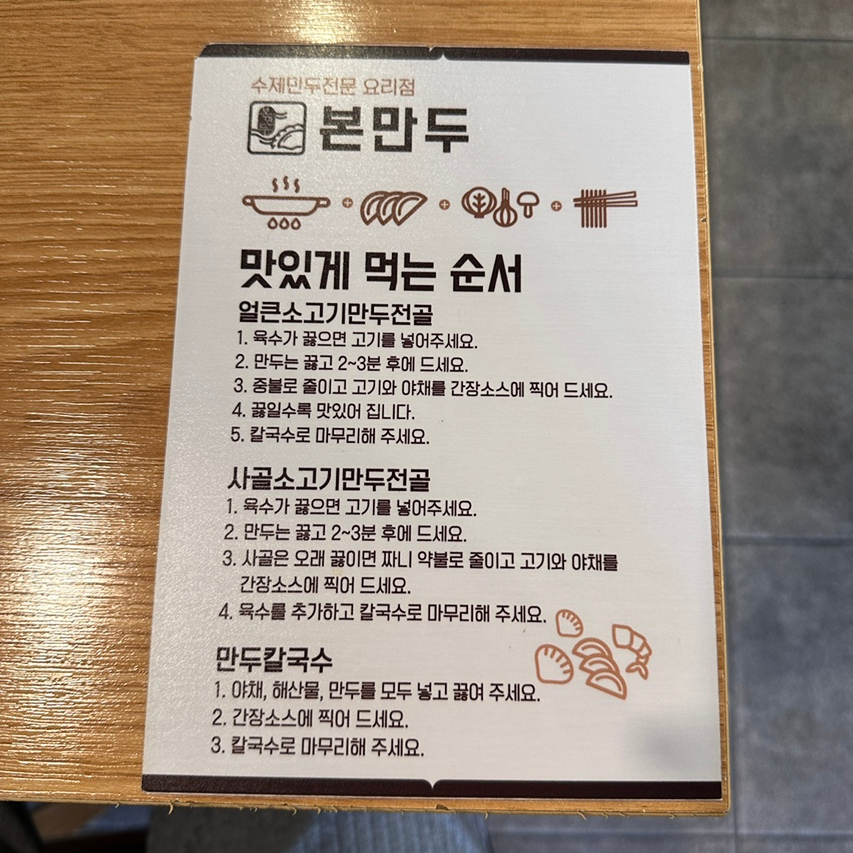 수제만두전문 요리점
본만두
맛있게 먹는 순서
얼큰소고기만두전골
1. 육수가 끓으면 고기를 넣어주세요.
2. 만두는 끓고 2~3분 후에 드세요.
3. 중불로 줄이고 고기와 야채를 간장소스에 찍어 드세요.
4. 끓일수록 맛있어 집니다.
5. 칼국수로 마무리해 주세요.
사골소고기만두전골
1. 육수가 끓으면 고기를 넣어주세요.
2. 만두는 끓고 2~3분 후에 드세요.
3. 사골은 오래 끓이면 짜니 약불로 줄이고 고기와 야채를
간장소스에 찍어 드세요.
4. 육수를 추가하고 칼국수로 마무리해 주세요.
만두칼국수
1. 야채, 해산물, 만두를 모두 넣고 끓여 주세요.
2. 간장소스에 찍어 드세요.
3. 칼국수로 마무리해 주세요.